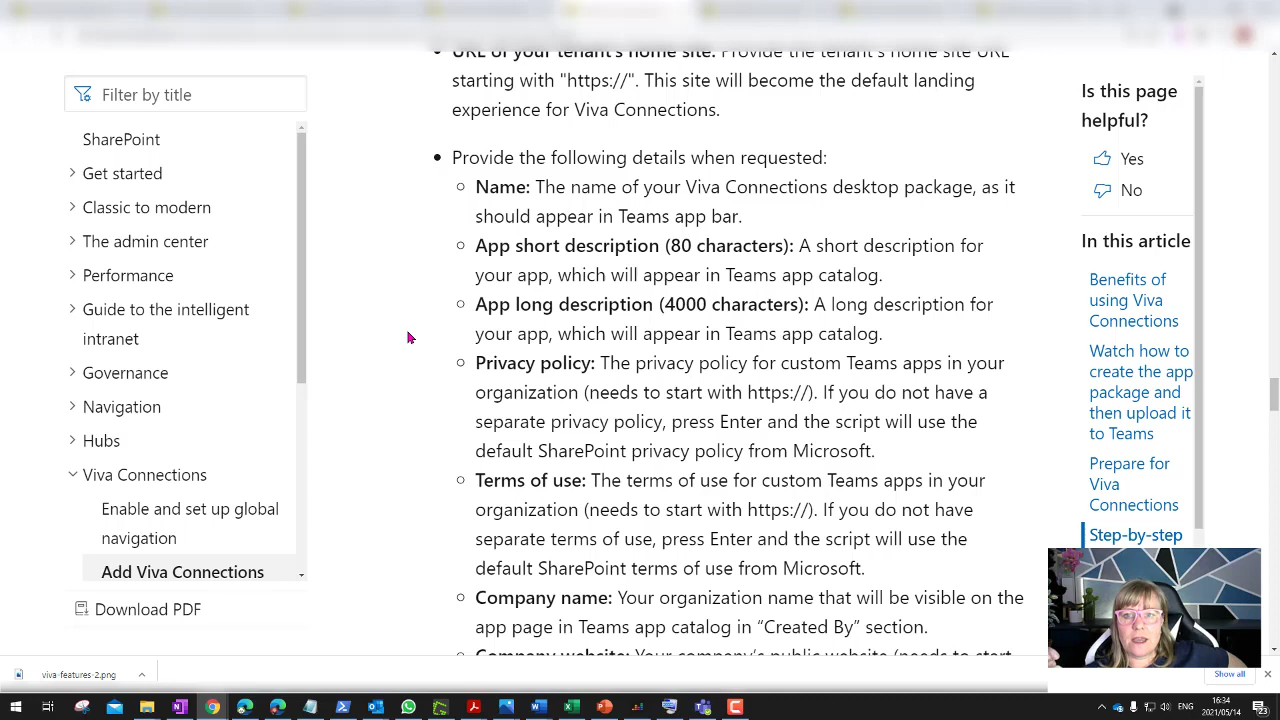 Filter by title
SharePoint
Get started
Classic to modern
The admin center
Performance
Guide to the intelligent
intranet
Governance
Navigation
Hubs
Viva Connections
Enable and set up global
navigation
Add Viva Connections
Download PDF
URL of your tenant's home site: Provide the tenant's home site URL
starting with "https://". This site will become the default landing
experience for Viva Connections.
Provide the following details when requested:
Name: The name of your Viva Connections desktop package, as it
should appear in Teams app bar.
App short description (80 characters): A short description for
your app, which will appear in Teams app catalog.
App long description (4000 characters): A long description for
your app, which will appear in Teams app catalog.
Privacy policy: The privacy policy for custom Teams apps in your
organization (needs to start with https://). If you do not have a
separate privacy policy, press Enter and the script will use the
default SharePoint privacy policy from Microsoft.
Terms of use: The terms of use for custom Teams apps in your
organization (needs to start with https://). If you do not have
separate terms of use, press Enter and the script will use the
default SharePoint terms of use from Microsoft.
Company name: Your organization name that will be visible on the
app page in Teams app catalog in “Created By” section.
Company website: Your company's public website (needs to start
Is this page
helpful?
Yes
No
In this article
Benefits of
using Viva
Connections
Watch how to
create the app
package and
then upload it
to Teams
Prepare for
Viva
Connections
Step-by-step
viva-features-2.png
Show all
16:34
2021/05/14
23